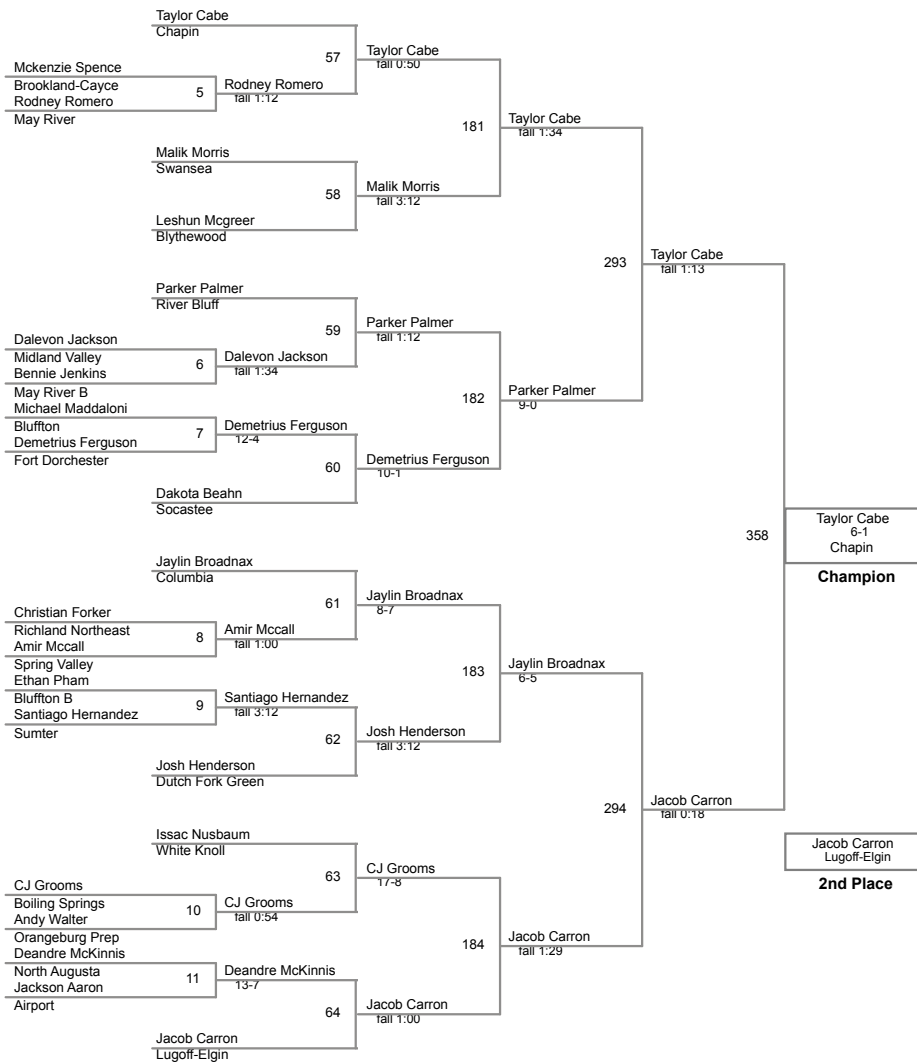 Taylor Cabe
Chapin
57
Taylor Cabe
fall 0:50
Mckenzie Spence
Brookland-Cayce
5
Rodney Romero
fall 1:12
Rodney Romero
May River
181
Taylor Cabe
fall 1:34
Malik Morris
Swansea
58
Malik Morris
fall 3:12
Leshun Mcgreer
Blythewood
293
Taylor Cabe
fall 1:13
Parker Palmer
River Bluff
59
Parker Palmer
fall 1:12
Dalevon Jackson
Midland Valley
6
Dalevon Jackson
fall 1:34
Bennie Jenkins
May River B
182
Parker Palmer
9-0
Michael Maddaloni
Bluffton
7
Demetrius Ferguson
12-4
Demetrius Ferguson
Fort Dorchester
60
Demetrius Ferguson
10-1
Dakota Beahn
Socastee
358
Taylor Cabe
6-1
Chapin
Champion
Jaylin Broadnax
Columbia
61
Jaylin Broadnax
8-7
Christian Forker
Richland Northeast
8
Amir Mccall
fall 1:00
Amir Mccall
Spring Valley
183
Jaylin Broadnax
6-5
Ethan Pham
Bluffton B
9
Santiago Hernandez
fall 3:12
Santiago Hernandez
Sumter
62
Josh Henderson
fall 3:12
Josh Henderson
Dutch Fork Green
294
Jacob Carron
fall 0:18
Issac Nusbaum
White Knoll
Jacob Carron
Lugoff-Elgin
2nd Place
63
CJ Grooms
17-8
CJ Grooms
Boiling Springs
10
CJ Grooms
fall 0:54
Andy Walter
Orangeburg Prep
184
Jacob Carron
fall 1:29
Deandre McKinnis
North Augusta
11
Deandre McKinnis
13-7
Jackson Aaron
Airport
64
Jacob Carron
fall 1:00
Jacob Carron
Lugoff-Elgin